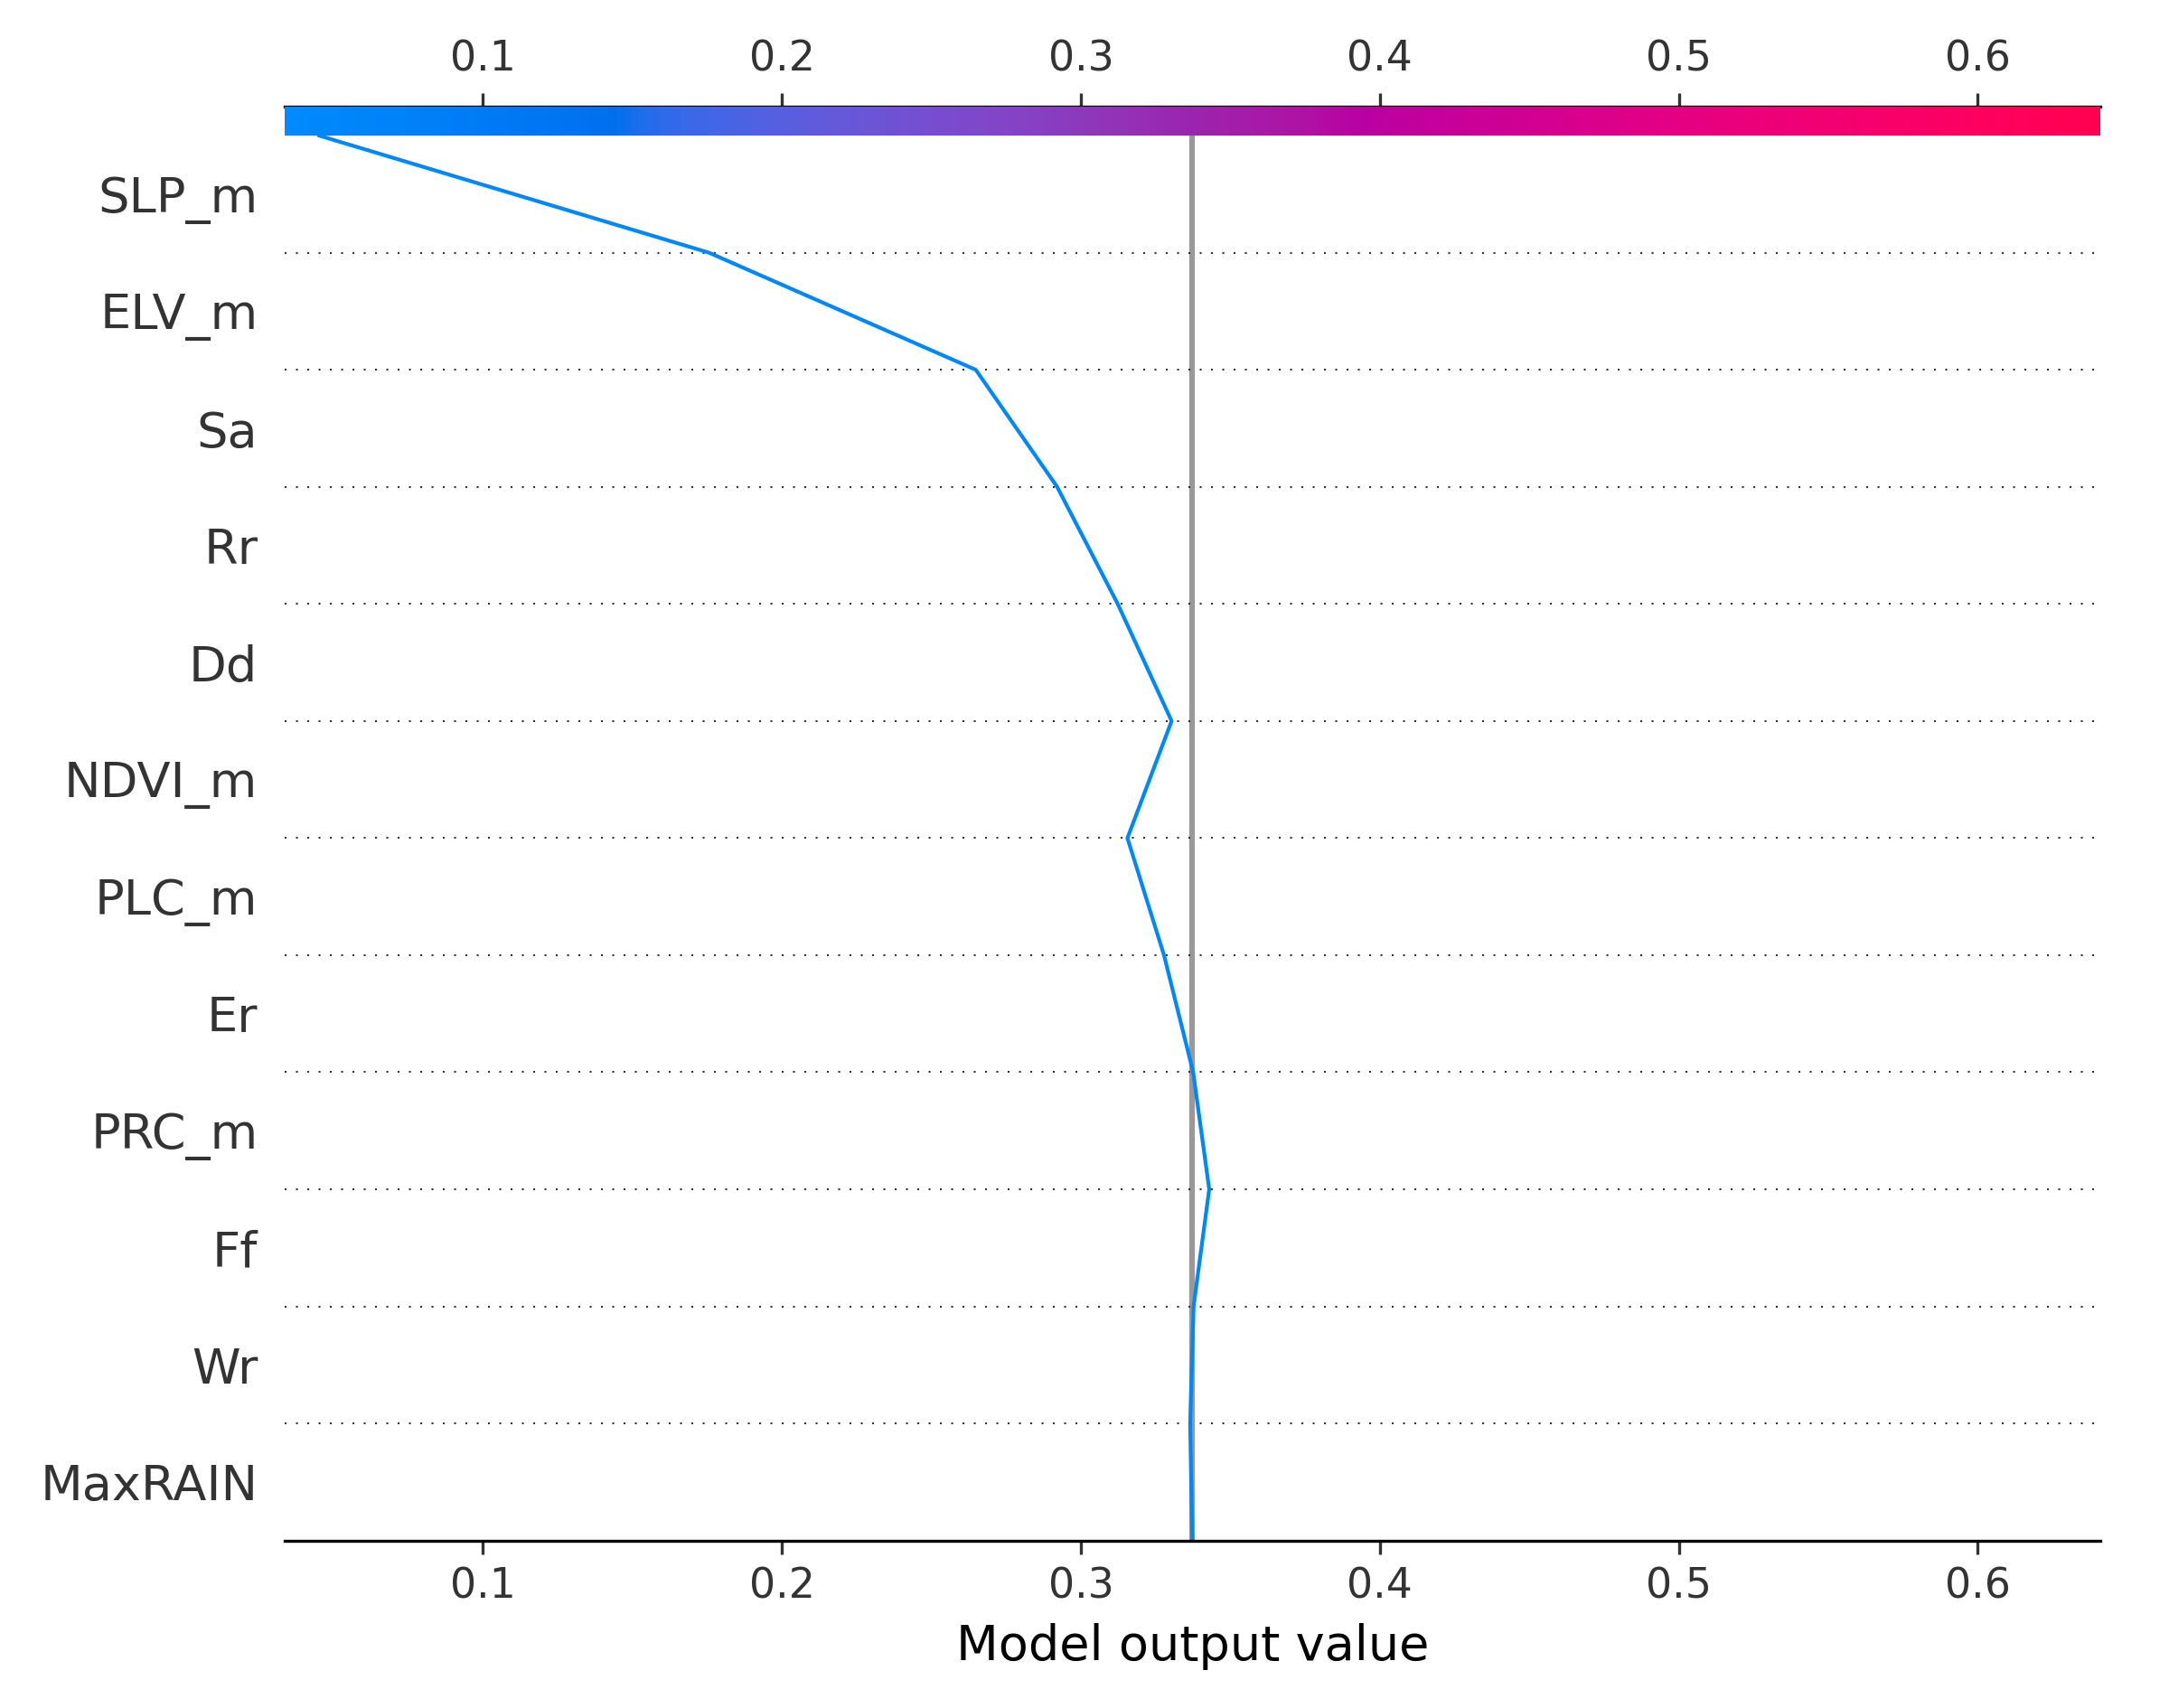 0.1 0.2 0.3 0.4 0.5 0.6
SLP_m
ELV_m
Sa
Rr
Dd
NDVI_m
PLC_m
Er
PRC_m
Ff
Wr
MaxRAIN
0.1 0.2 0.3 0.4 0.5 0.6
Model output value